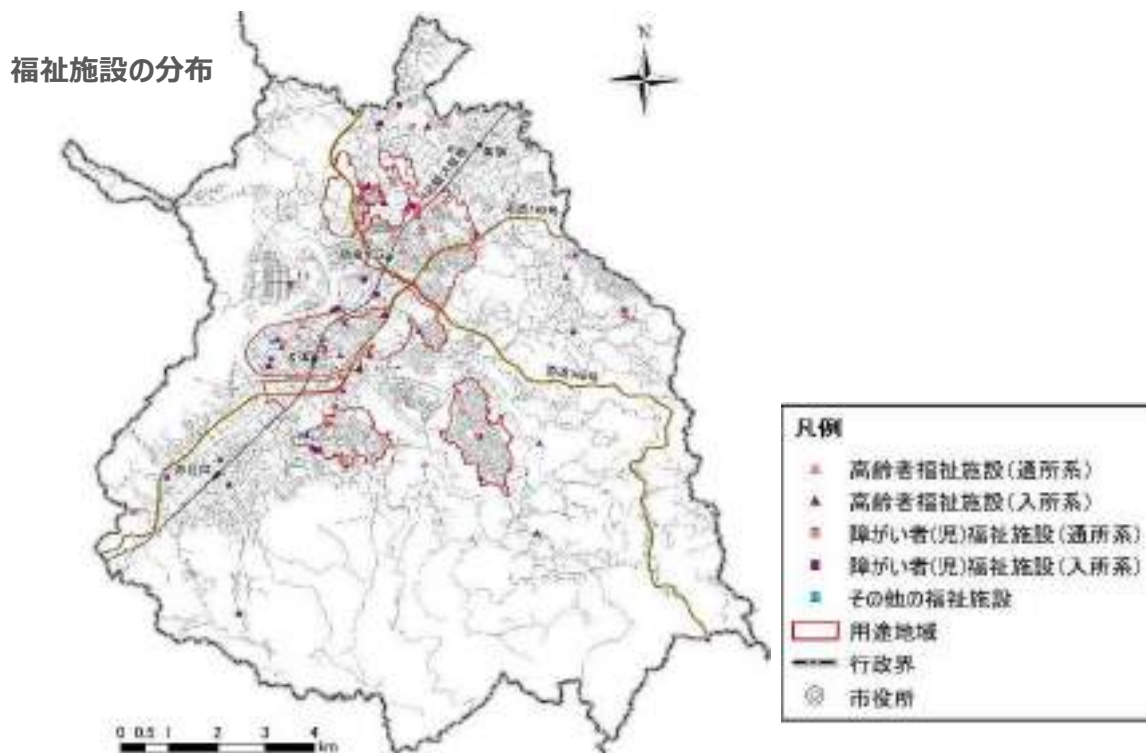 福祉施設の分布
N
凡例
高齢者福祉施設(通所系)
高齢者福祉施設(入所系)
障がい者(児)福祉施設(通所系)
障がい者(児)福祉施設(入所系)
その他の福祉施設
用途地域
行政界
市役所
0 0.5 1 2 3 4
km